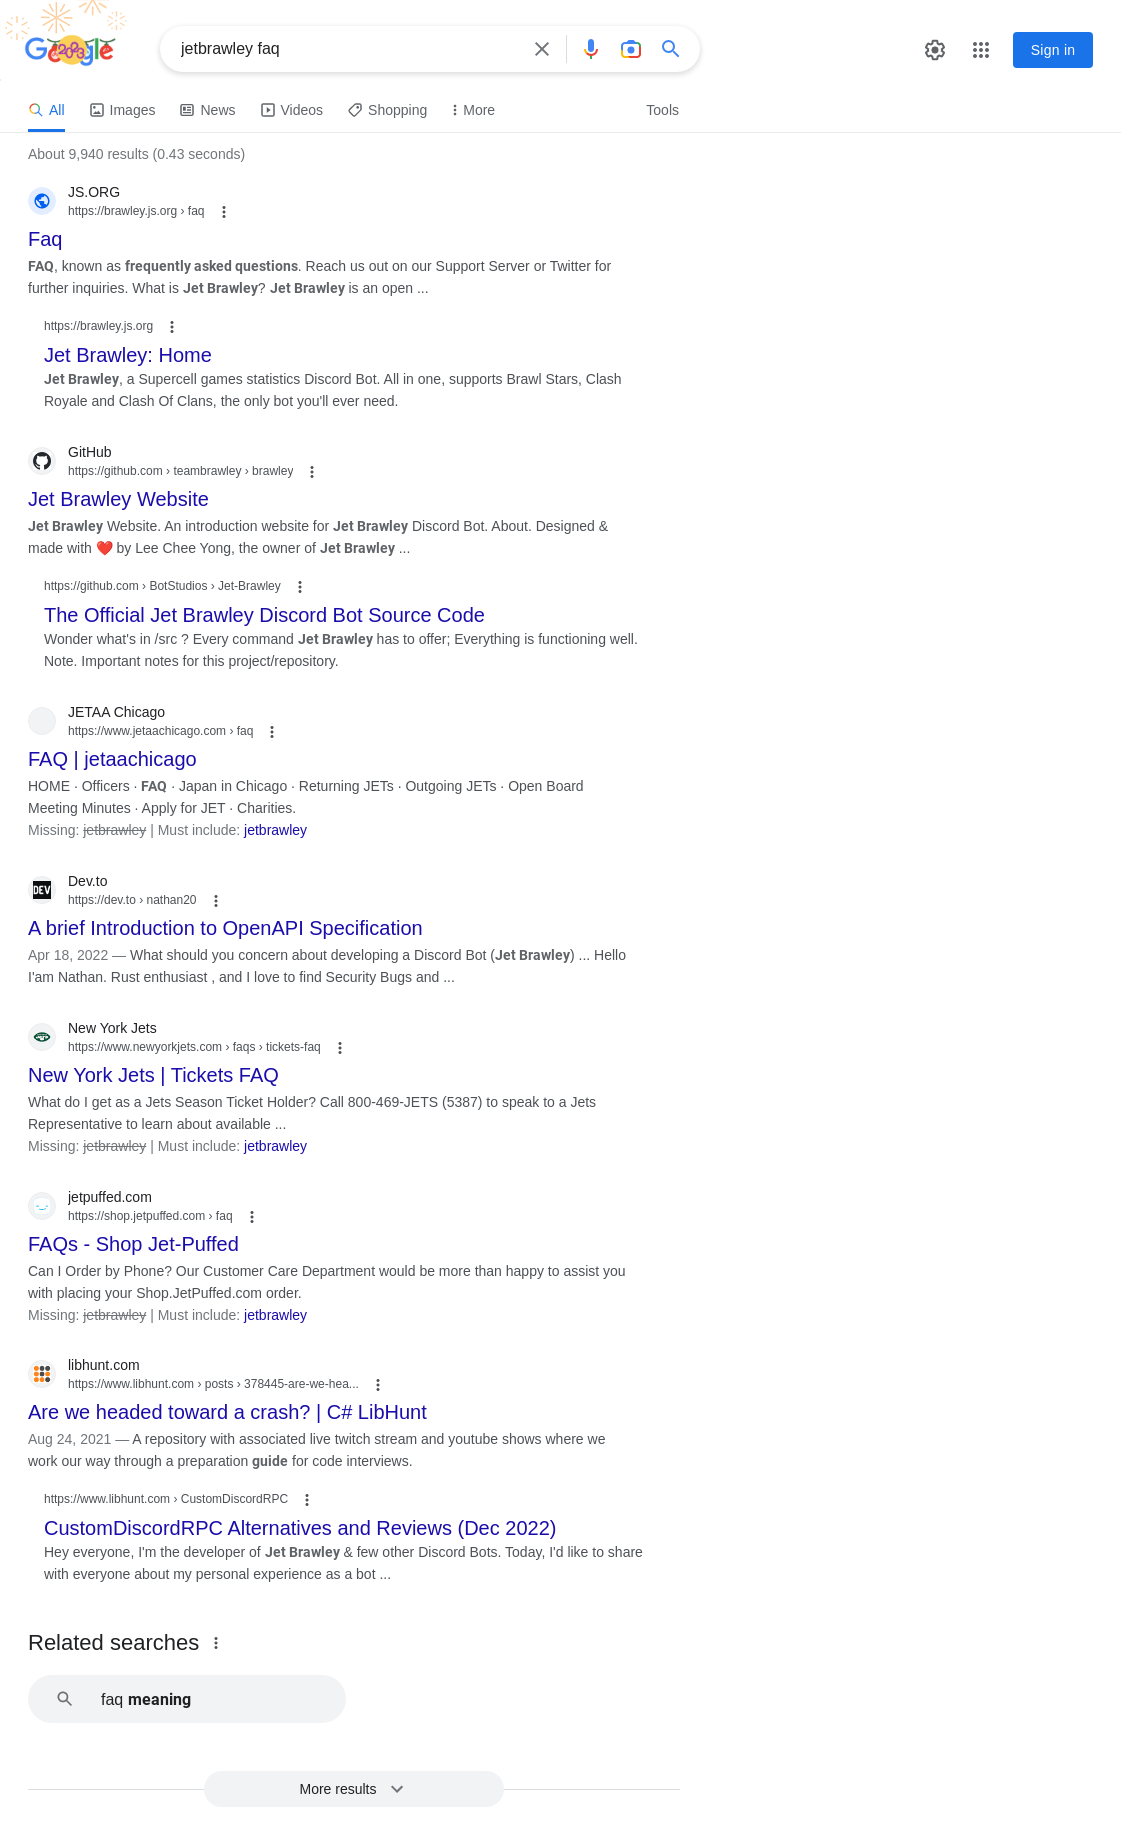 Google
jetbrawley faq
Sign in
All
Images
News
Videos
Shopping
More
Tools
About 9,940 results (0.43 seconds)
JS.ORG
https://brawley.js.org › faq
Faq
FAQ, known as frequently asked questions. Reach us out on our Support Server or Twitter for
further inquiries. What is Jet Brawley? Jet Brawley is an open ...
https://brawley.js.org
Jet Brawley: Home
Jet Brawley, a Supercell games statistics Discord Bot. All in one, supports Brawl Stars, Clash
Royale and Clash Of Clans, the only bot you'll ever need.
GitHub
https://github.com › teambrawley › brawley
Jet Brawley Website
Jet Brawley Website. An introduction website for Jet Brawley Discord Bot. About. Designed &
made with ❤️ by Lee Chee Yong, the owner of Jet Brawley ...
https://github.com › BotStudios › Jet-Brawley
The Official Jet Brawley Discord Bot Source Code
Wonder what's in /src ? Every command Jet Brawley has to offer; Everything is functioning well.
Note. Important notes for this project/repository.
JETAA Chicago
https://www.jetaachicago.com › faq
FAQ | jetaachicago
HOME · Officers · FAQ · Japan in Chicago · Returning JETs · Outgoing JETs · Open Board
Meeting Minutes · Apply for JET · Charities.
Missing: jetbrawley | Must include: jetbrawley
DEV
Dev.to
https://dev.to › nathan20
A brief Introduction to OpenAPI Specification
Apr 18, 2022 — What should you concern about developing a Discord Bot (Jet Brawley) ... Hello
I'am Nathan. Rust enthusiast , and I love to find Security Bugs and ...
New York Jets
https://www.newyorkjets.com › faqs › tickets-faq
New York Jets | Tickets FAQ
What do I get as a Jets Season Ticket Holder? Call 800-469-JETS (5387) to speak to a Jets
Representative to learn about available ...
Missing: jetbrawley | Must include: jetbrawley
jetpuffed.com
https://shop.jetpuffed.com › faq
FAQs - Shop Jet-Puffed
Can I Order by Phone? Our Customer Care Department would be more than happy to assist you
with placing your Shop.JetPuffed.com order.
Missing: jetbrawley | Must include: jetbrawley
libhunt.com
https://www.libhunt.com › posts › 378445-are-we-hea...
Are we headed toward a crash? | C# LibHunt
Aug 24, 2021 — A repository with associated live twitch stream and youtube shows where we
work our way through a preparation guide for code interviews.
https://www.libhunt.com › CustomDiscordRPC
CustomDiscordRPC Alternatives and Reviews (Dec 2022)
Hey everyone, I'm the developer of Jet Brawley & few other Discord Bots. Today, I'd like to share
with everyone about my personal experience as a bot ...
Related searches
faq meaning
More results